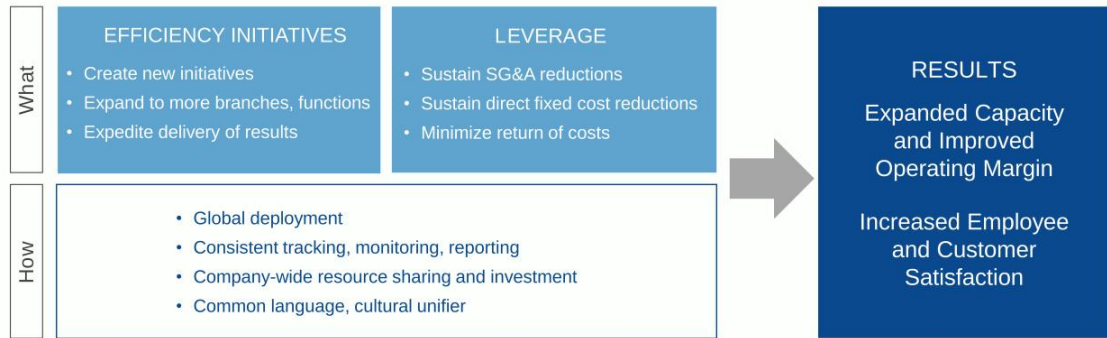 What
EFFICIENCY INITIATIVES
• Create new initiatives
• Expand to more branches, functions
• Expedite delivery of results
LEVERAGE
• Sustain SG&A reductions
• Sustain direct fixed cost reductions
• Minimize return of costs
How
• Global deployment
• Consistent tracking, monitoring, reporting
• Company-wide resource sharing and investment
• Common language, cultural unifier
RESULTS
Expanded Capacity
and Improved
Operating Margin
Increased Employee
and Customer
Satisfaction